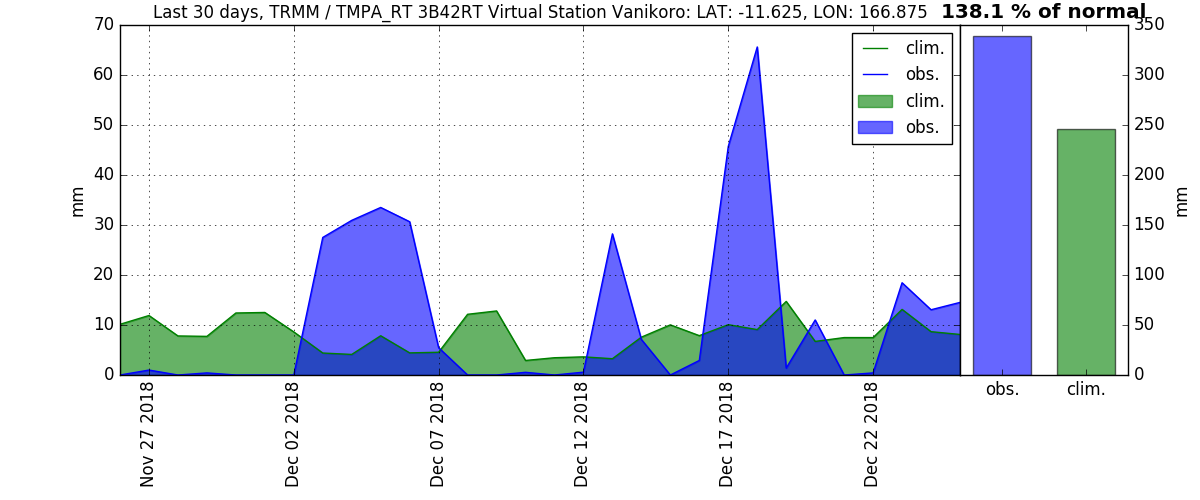 Last 30 days, TRMM / TMPA_RT 3B42RT Virtual Station Vanikoro: LAT: -11.625, LON: 166.875
138.1 % of normal
70
60
50
40
30
20
10
0
mm
clim.
obs.
clim.
obs.
Nov 27 2018
Dec 02 2018
Dec 07 2018
Dec 12 2018
Dec 17 2018
Dec 22 2018
350
300
250
200
150
100
50
0
mm
obs.
clim.